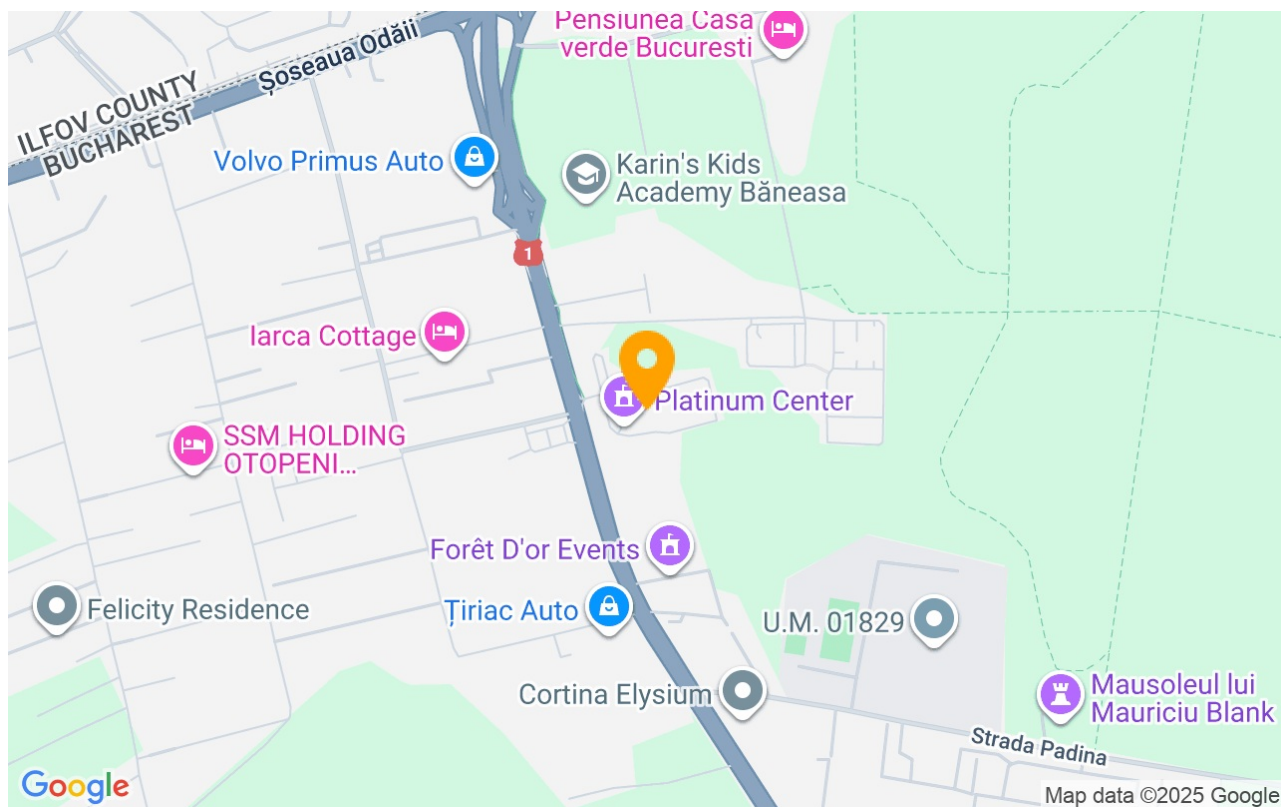 Pensiunea Casa
verde Bucuresti
Șoseaua Odăii
ILFOV COUNTY
BUCHAREST
Volvo Primus Auto
Karin's Kids
Academy Băneasa
1
Iarca Cottage
Platinum Center
SSM HOLDING
OTOPENI...
Forêt D'or Events
Felicity Residence
Țiriac Auto
U.M. 01829
Cortina Elysium
Mausoleul lui
Mauriciu Blank
Strada Padina
Google
Map data ©2025 Google